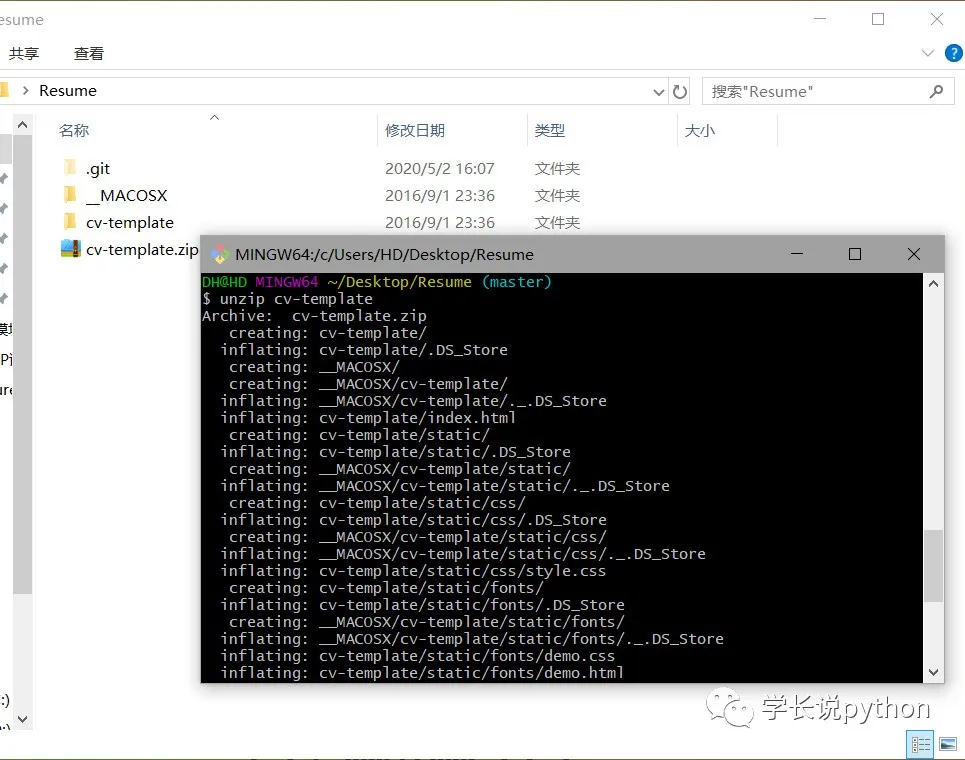 esume
共享 查看
Resume
搜索"Resume"
名称 修改日期 类型 大小
.git 2020/5/2 16:07 文件夹
__MACOSX 2016/9/1 23:36 文件夹
cv-template 2016/9/1 23:36 文件夹
cv-template.zip
MINGW64:/c/Users/HD/Desktop/Resume
DH@HD MINGW64 ~/Desktop/Resume (master)
$ unzip cv-template
Archive:  cv-template.zip
creating: cv-template/
inflating: cv-template/.DS_Store
creating: __MACOSX/
creating: __MACOSX/cv-template/
inflating: __MACOSX/cv-template/._.DS_Store
inflating: cv-template/index.html
creating: cv-template/static/
inflating: cv-template/static/.DS_Store
creating: __MACOSX/cv-template/static/
inflating: __MACOSX/cv-template/static/._.DS_Store
creating: cv-template/static/css/
inflating: cv-template/static/css/.DS_Store
creating: __MACOSX/cv-template/static/css/
inflating: __MACOSX/cv-template/static/css/._.DS_Store
inflating: cv-template/static/css/style.css
creating: cv-template/static/fonts/
inflating: cv-template/static/fonts/.DS_Store
creating: __MACOSX/cv-template/static/fonts/
inflating: __MACOSX/cv-template/static/fonts/._.DS_Store
inflating: cv-template/static/fonts/demo.css
inflating: cv-template/static/fonts/demo.html
学长说python